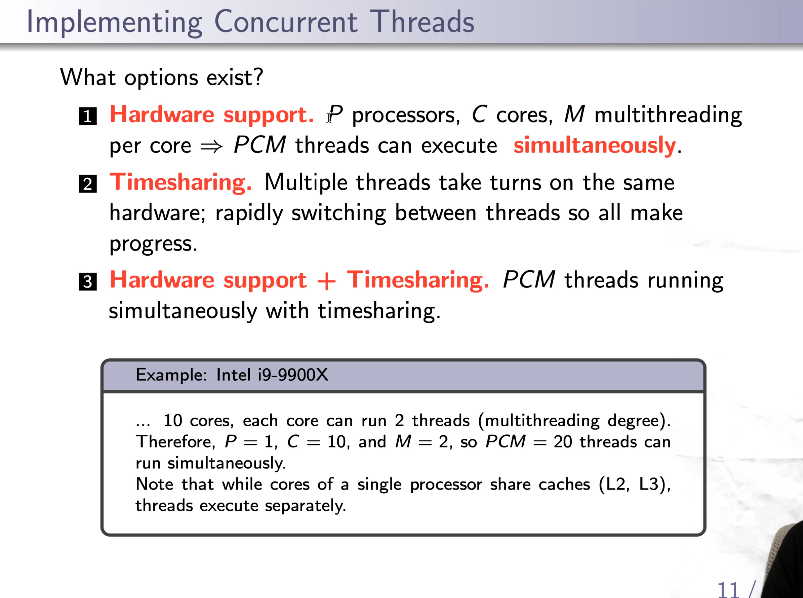 Implementing Concurrent Threads
What options exist?
1 Hardware support. P processors, C cores, M multithreading
per core ⇒ PCM threads can execute simultaneously.
2 Timesharing. Multiple threads take turns on the same
hardware; rapidly switching between threads so all make
progress.
3 Hardware support + Timesharing. PCM threads running
simultaneously with timesharing.
Example: Intel i9-9900X
... 10 cores, each core can run 2 threads (multithreading degree).
Therefore, P = 1, C = 10, and M = 2, so PCM = 20 threads can
run simultaneously.
Note that while cores of a single processor share caches (L2, L3),
threads execute separately.
11 /